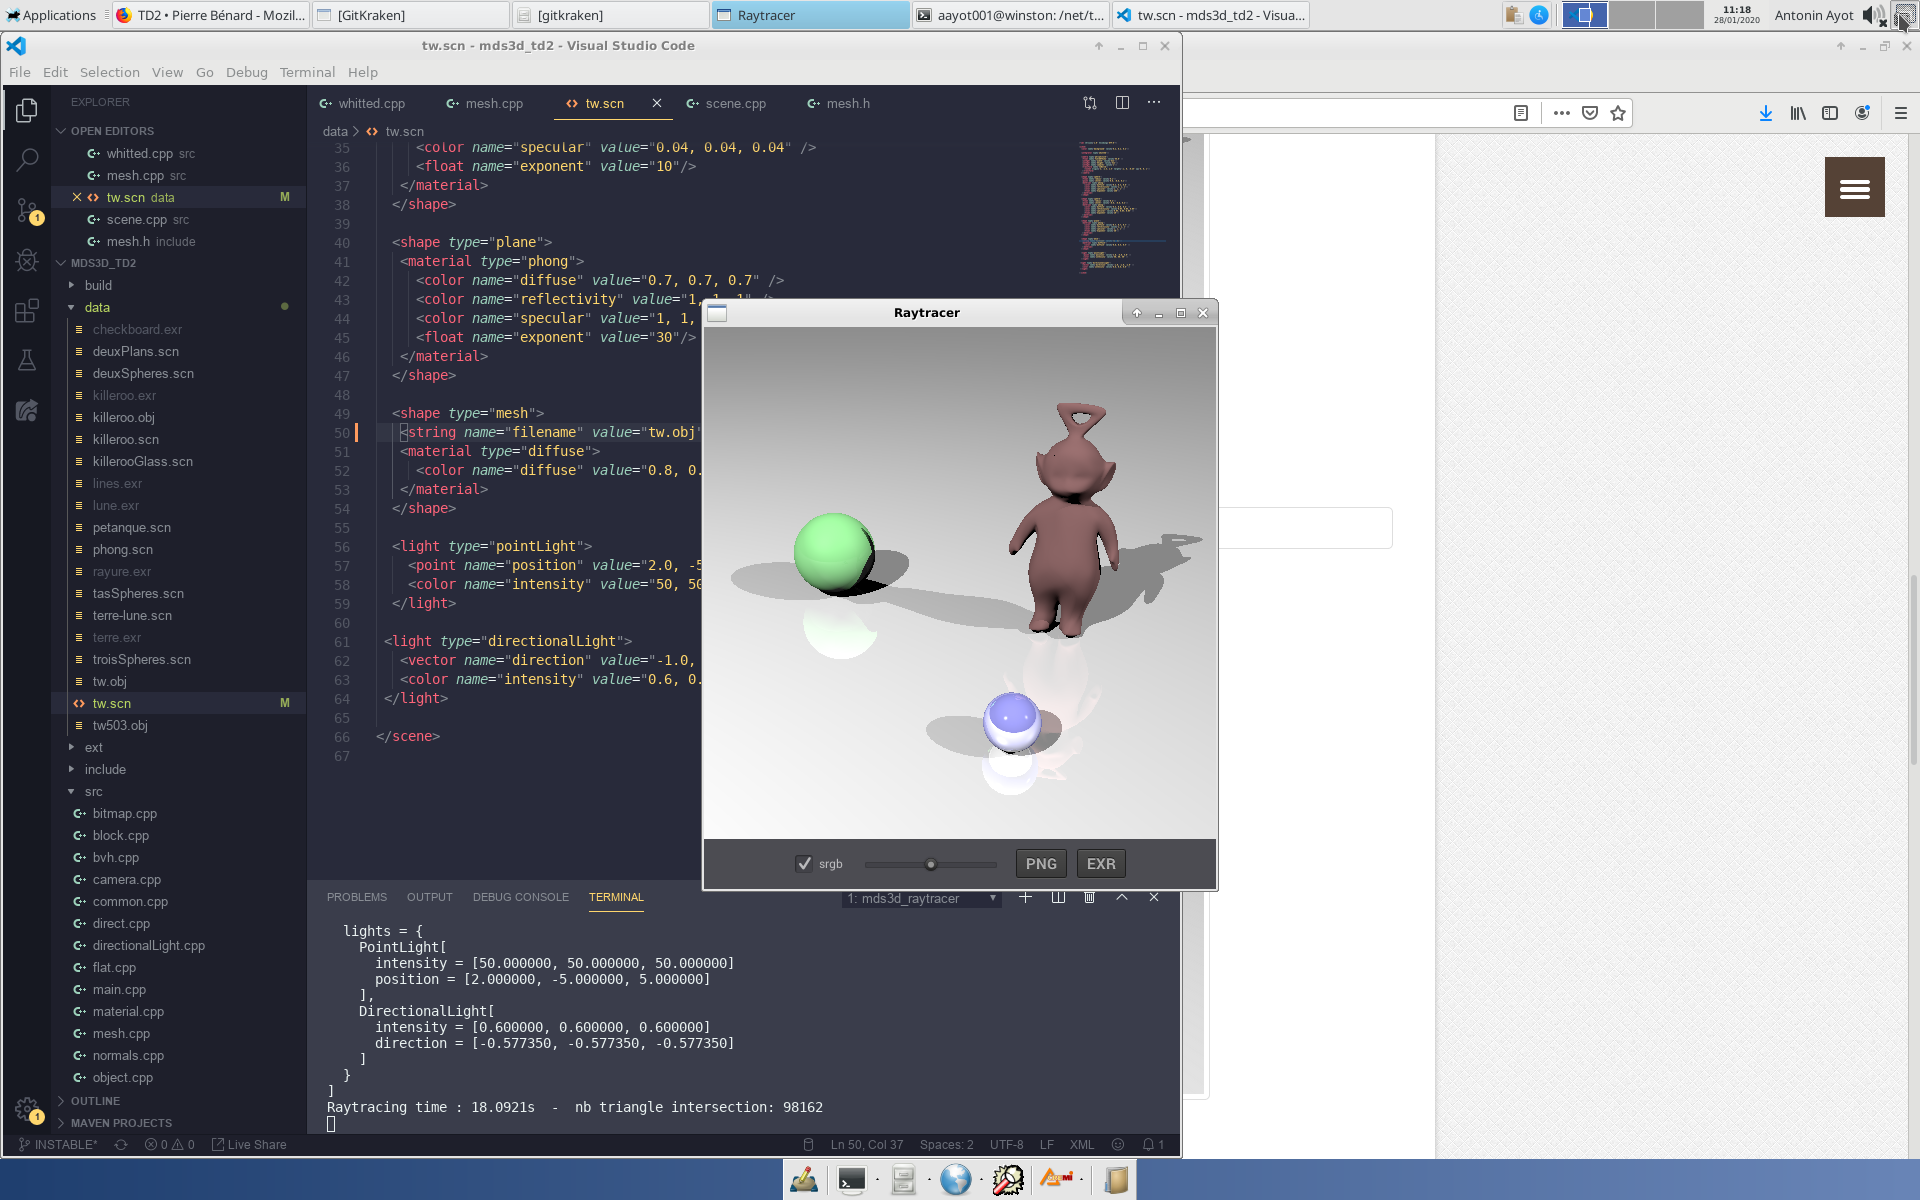 Applications
TD2 • Pierre Bénard - Mozil...
[GitKraken]
[gitkraken]
Raytracer
aayot001@winston: /net/t...
tw.scn - mds3d_td2 - Visua...
11:18
28/01/2020
Antonin Ayot
tw.scn - mds3d_td2 - Visual Studio Code
File Edit Selection View Go Debug Terminal Help
EXPLORER
OPEN EDITORS
whitted.cpp src
mesh.cpp src
tw.scn data M
scene.cpp src
mesh.h include
MDS3D_TD2
build
data
checkboard.exr
deuxPlans.scn
deuxSpheres.scn
killeroo.exr
killeroo.obj
killeroo.scn
killerooGlass.scn
lines.exr
lune.exr
petanque.scn
phong.scn
rayure.exr
tasSpheres.scn
terre-lune.scn
terre.exr
troisSpheres.scn
tw.obj
tw.scn M
tw503.obj
ext
include
src
bitmap.cpp
block.cpp
bvh.cpp
camera.cpp
common.cpp
direct.cpp
directionalLight.cpp
flat.cpp
main.cpp
material.cpp
mesh.cpp
normals.cpp
object.cpp
OUTLINE
MAVEN PROJECTS
1
1
whitted.cpp mesh.cpp tw.scn scene.cpp mesh.h
data tw.scn
35 <color name="specular" value="0.04, 0.04, 0.04" />
36 <float name="exponent" value="10"/>
37 </material>
38 </shape>
39
40 <shape type="plane">
41 <material type="phong">
42 <color name="diffuse" value="0.7, 0.7, 0.7" />
43 <color name="reflectivity" value="1, 1, 1" />
44 <color name="specular" value="1, 1,
45 <float name="exponent" value="30"/>
46 </material>
47 </shape>
48
49 <shape type="mesh">
50 <string name="filename" value="tw.obj"
51 <material type="diffuse">
52 <color name="diffuse" value="0.8, 0.
53 </material>
54 </shape>
55
56 <light type="pointLight">
57 <point name="position" value="2.0, -5
58 <color name="intensity" value="50, 50
59 </light>
60
61 <light type="directionalLight">
62 <vector name="direction" value="-1.0,
63 <color name="intensity" value="0.6, 0.
64 </light>
65
66 </scene>
67
Raytracer
srgb PNG EXR
PROBLEMS OUTPUT DEBUG CONSOLE TERMINAL
1: mds3d_raytracer
lights = {
PointLight[
intensity = [50.000000, 50.000000, 50.000000]
position = [2.000000, -5.000000, 5.000000]
],
DirectionalLight[
intensity = [0.600000, 0.600000, 0.600000]
direction = [-0.577350, -0.577350, -0.577350]
]
}
]
Raytracing time : 18.0921s - nb triangle intersection: 98162
INSTABLE* 0 0 Live Share
Ln 50, Col 37 Spaces: 2 UTF-8 LF XML 1